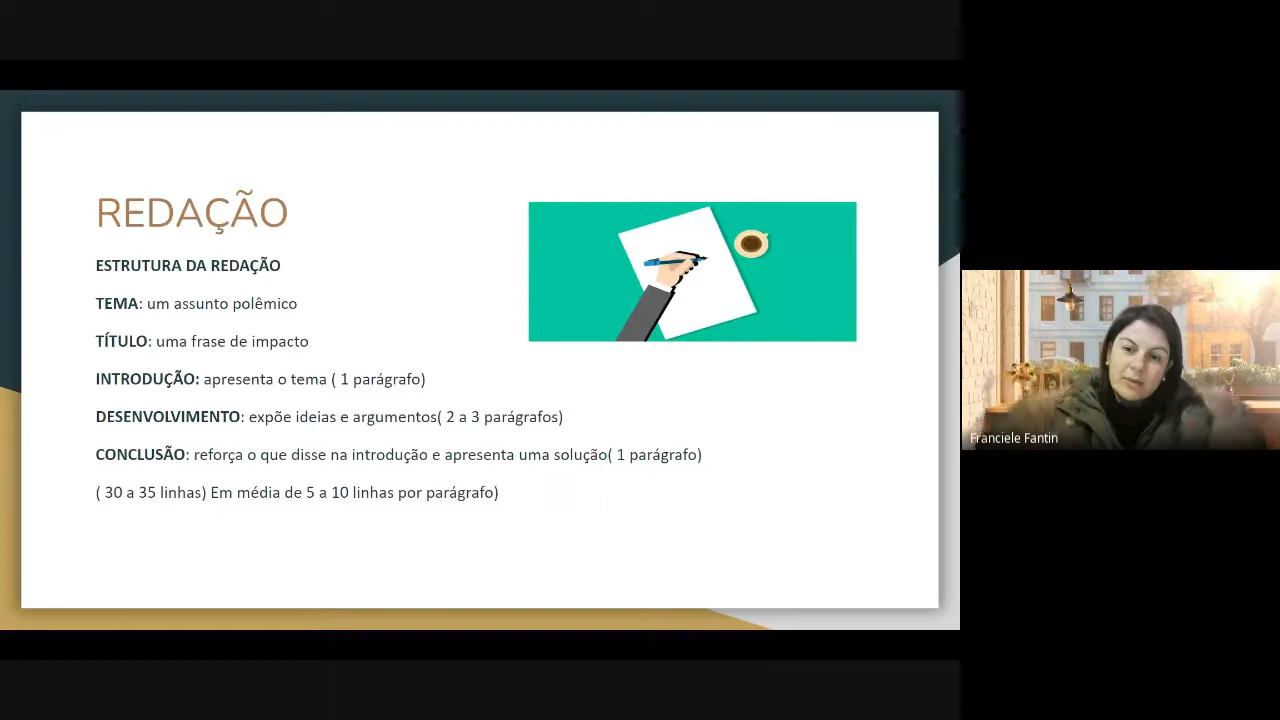 REDAÇÃO
ESTRUTURA DA REDAÇÃO
TEMA: um assunto polêmico
TÍTULO: uma frase de impacto
INTRODUÇÃO: apresenta o tema ( 1 parágrafo)
DESENVOLVIMENTO: expõe ideias e argumentos( 2 a 3 parágrafos)
CONCLUSÃO: reforça o que disse na introdução e apresenta uma solução( 1 parágrafo)
( 30 a 35 linhas) Em média de 5 a 10 linhas por parágrafo)
Franciele Fantin